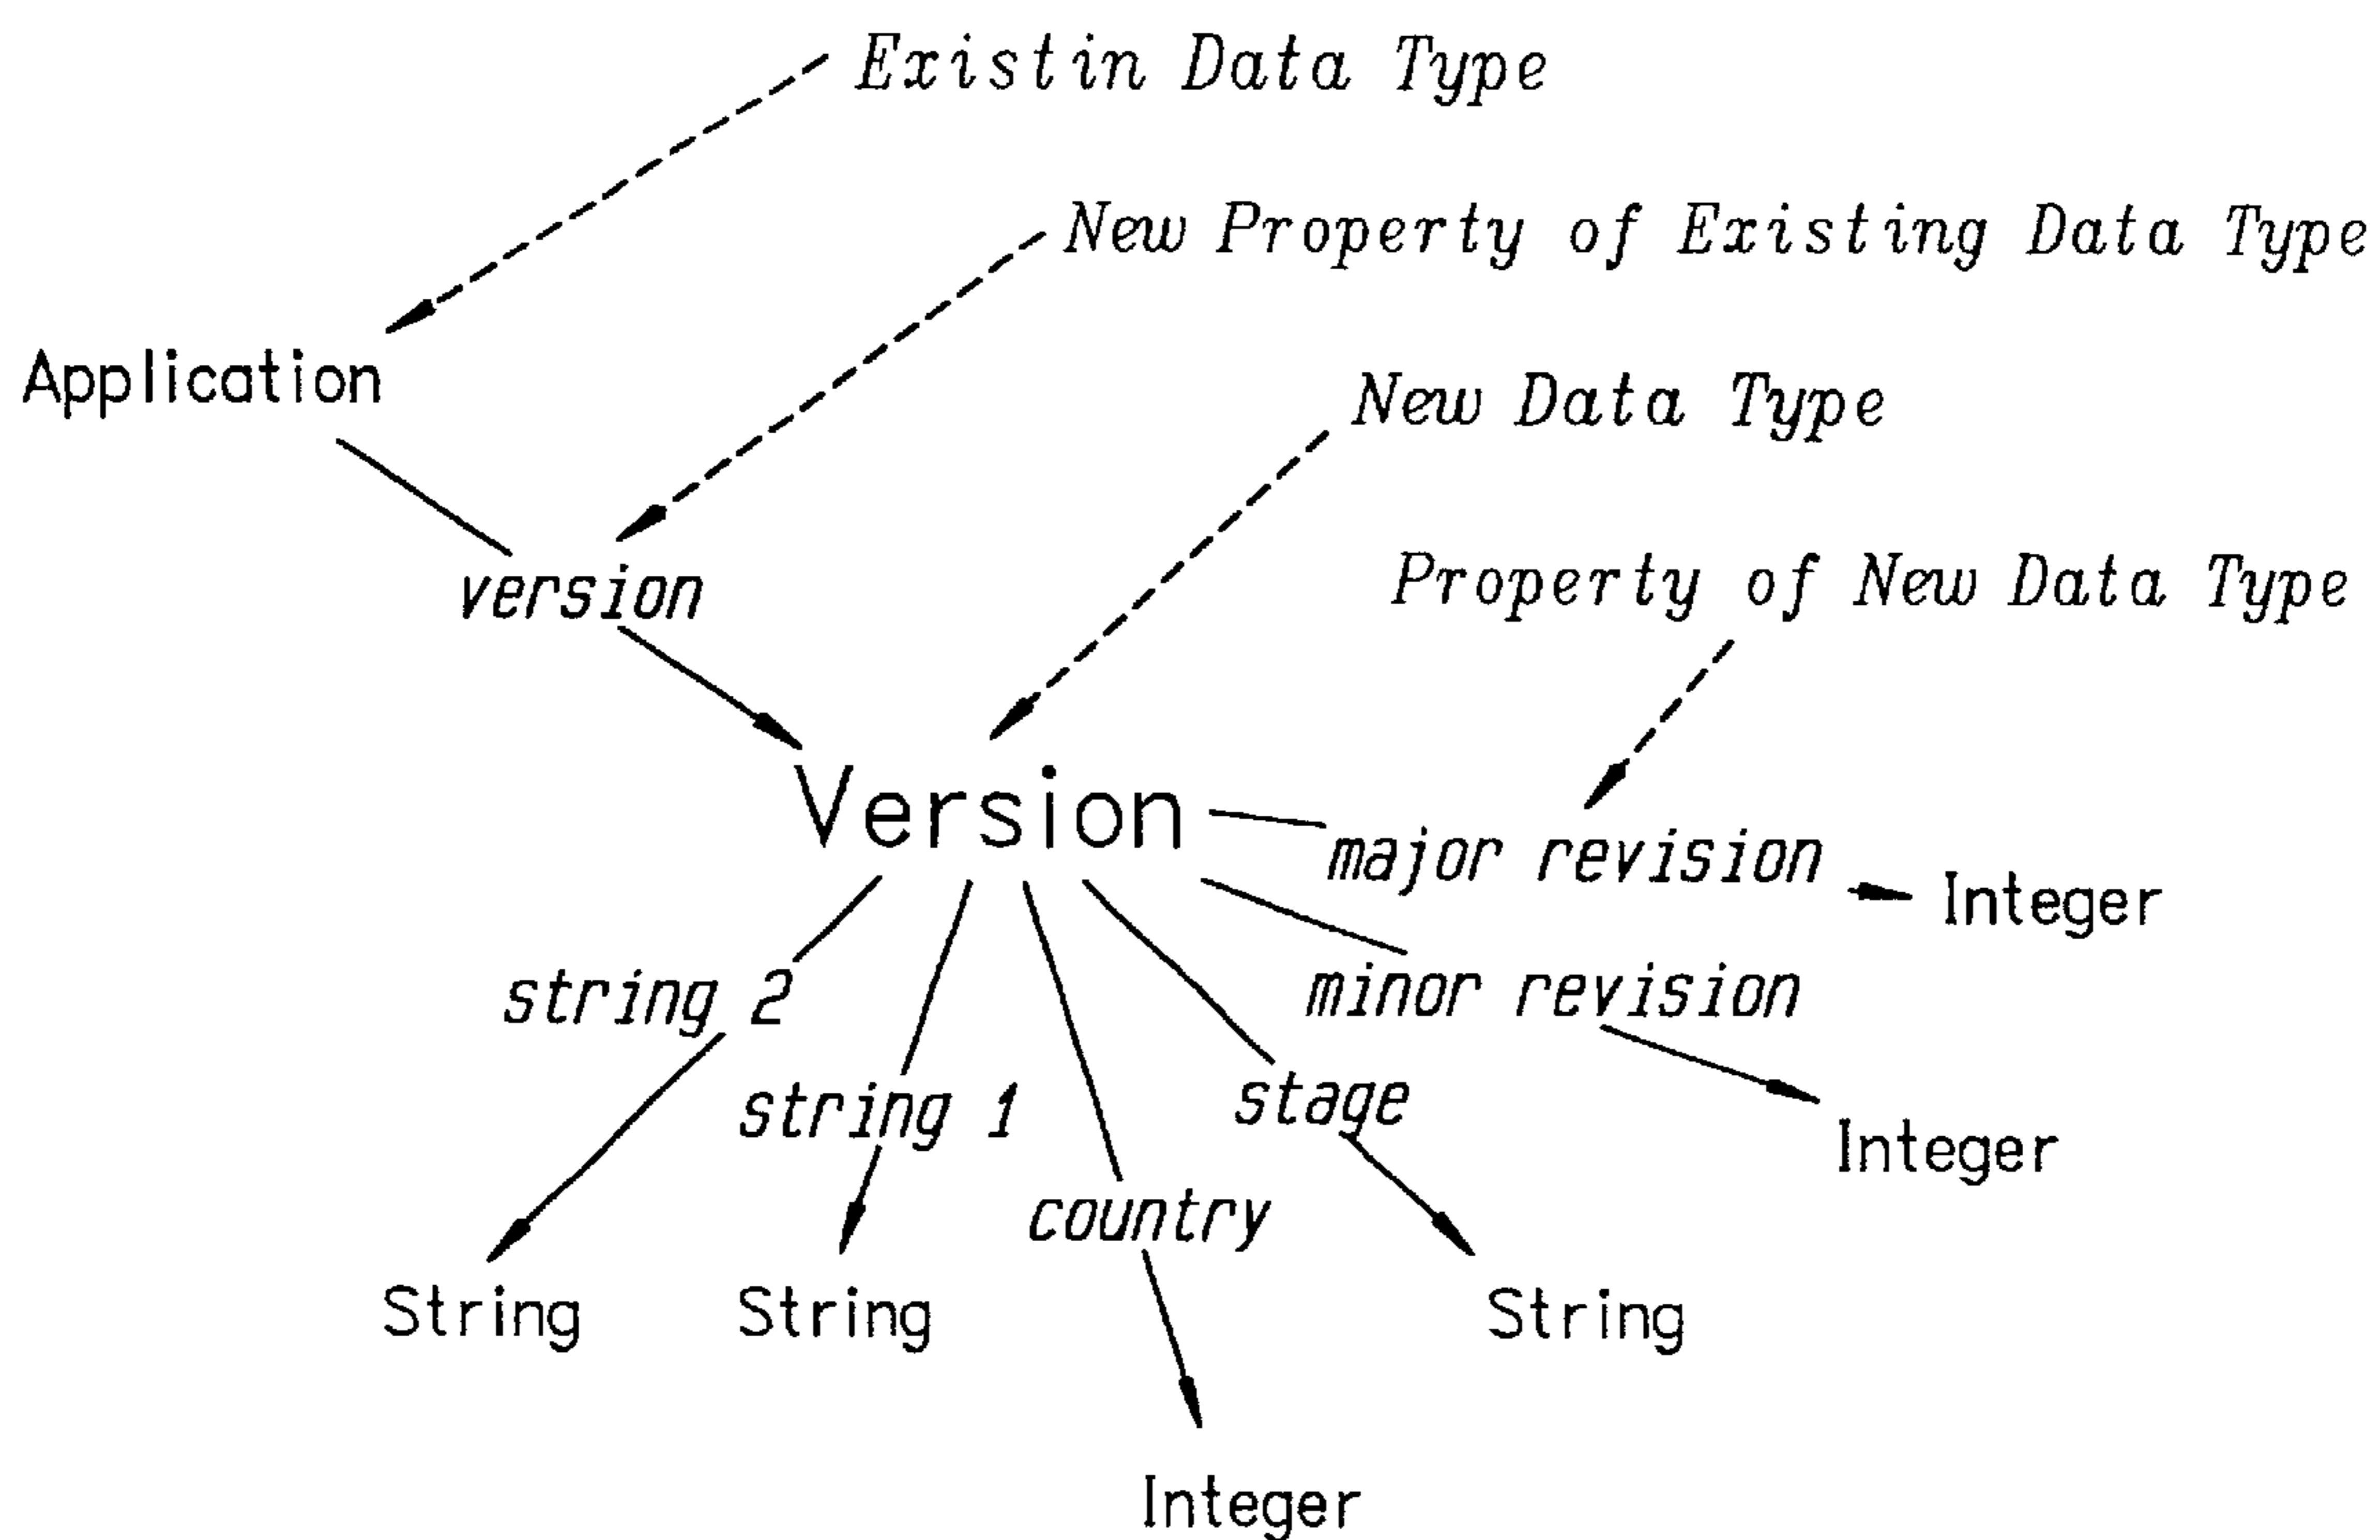 Existin Data Type
New Property of Existing Data Type
Application
New Data Type
Property of New Data Type
version
Version
major revision
Integer
string 2
minor revision
string 1
stage
Integer
country
String
String
String
Integer